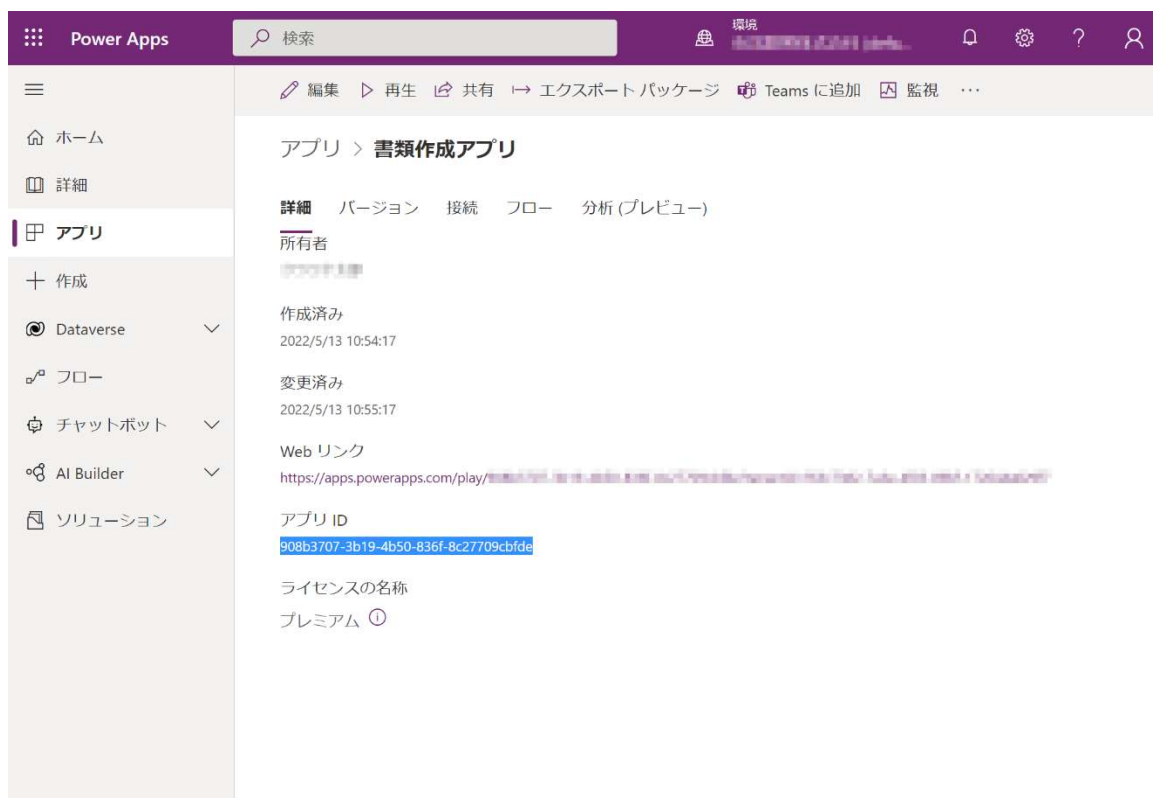 Power Apps
検索
環境
編集 再生 共有 エクスポート パッケージ Teams に追加 監視 ...
ホーム
詳細
アプリ
作成
Dataverse
フロー
チャットボット
AI Builder
ソリューション
アプリ > 書類作成アプリ
詳細 バージョン 接続 フロー 分析 (プレビュー)
所有者
作成済み
2022/5/13 10:54:17
変更済み
2022/5/13 10:55:17
Web リンク
https://apps.powerapps.com/play/
アプリ ID
908b3707-3b19-4b50-836f-8c27709cbfde
ライセンスの名称
プレミアム